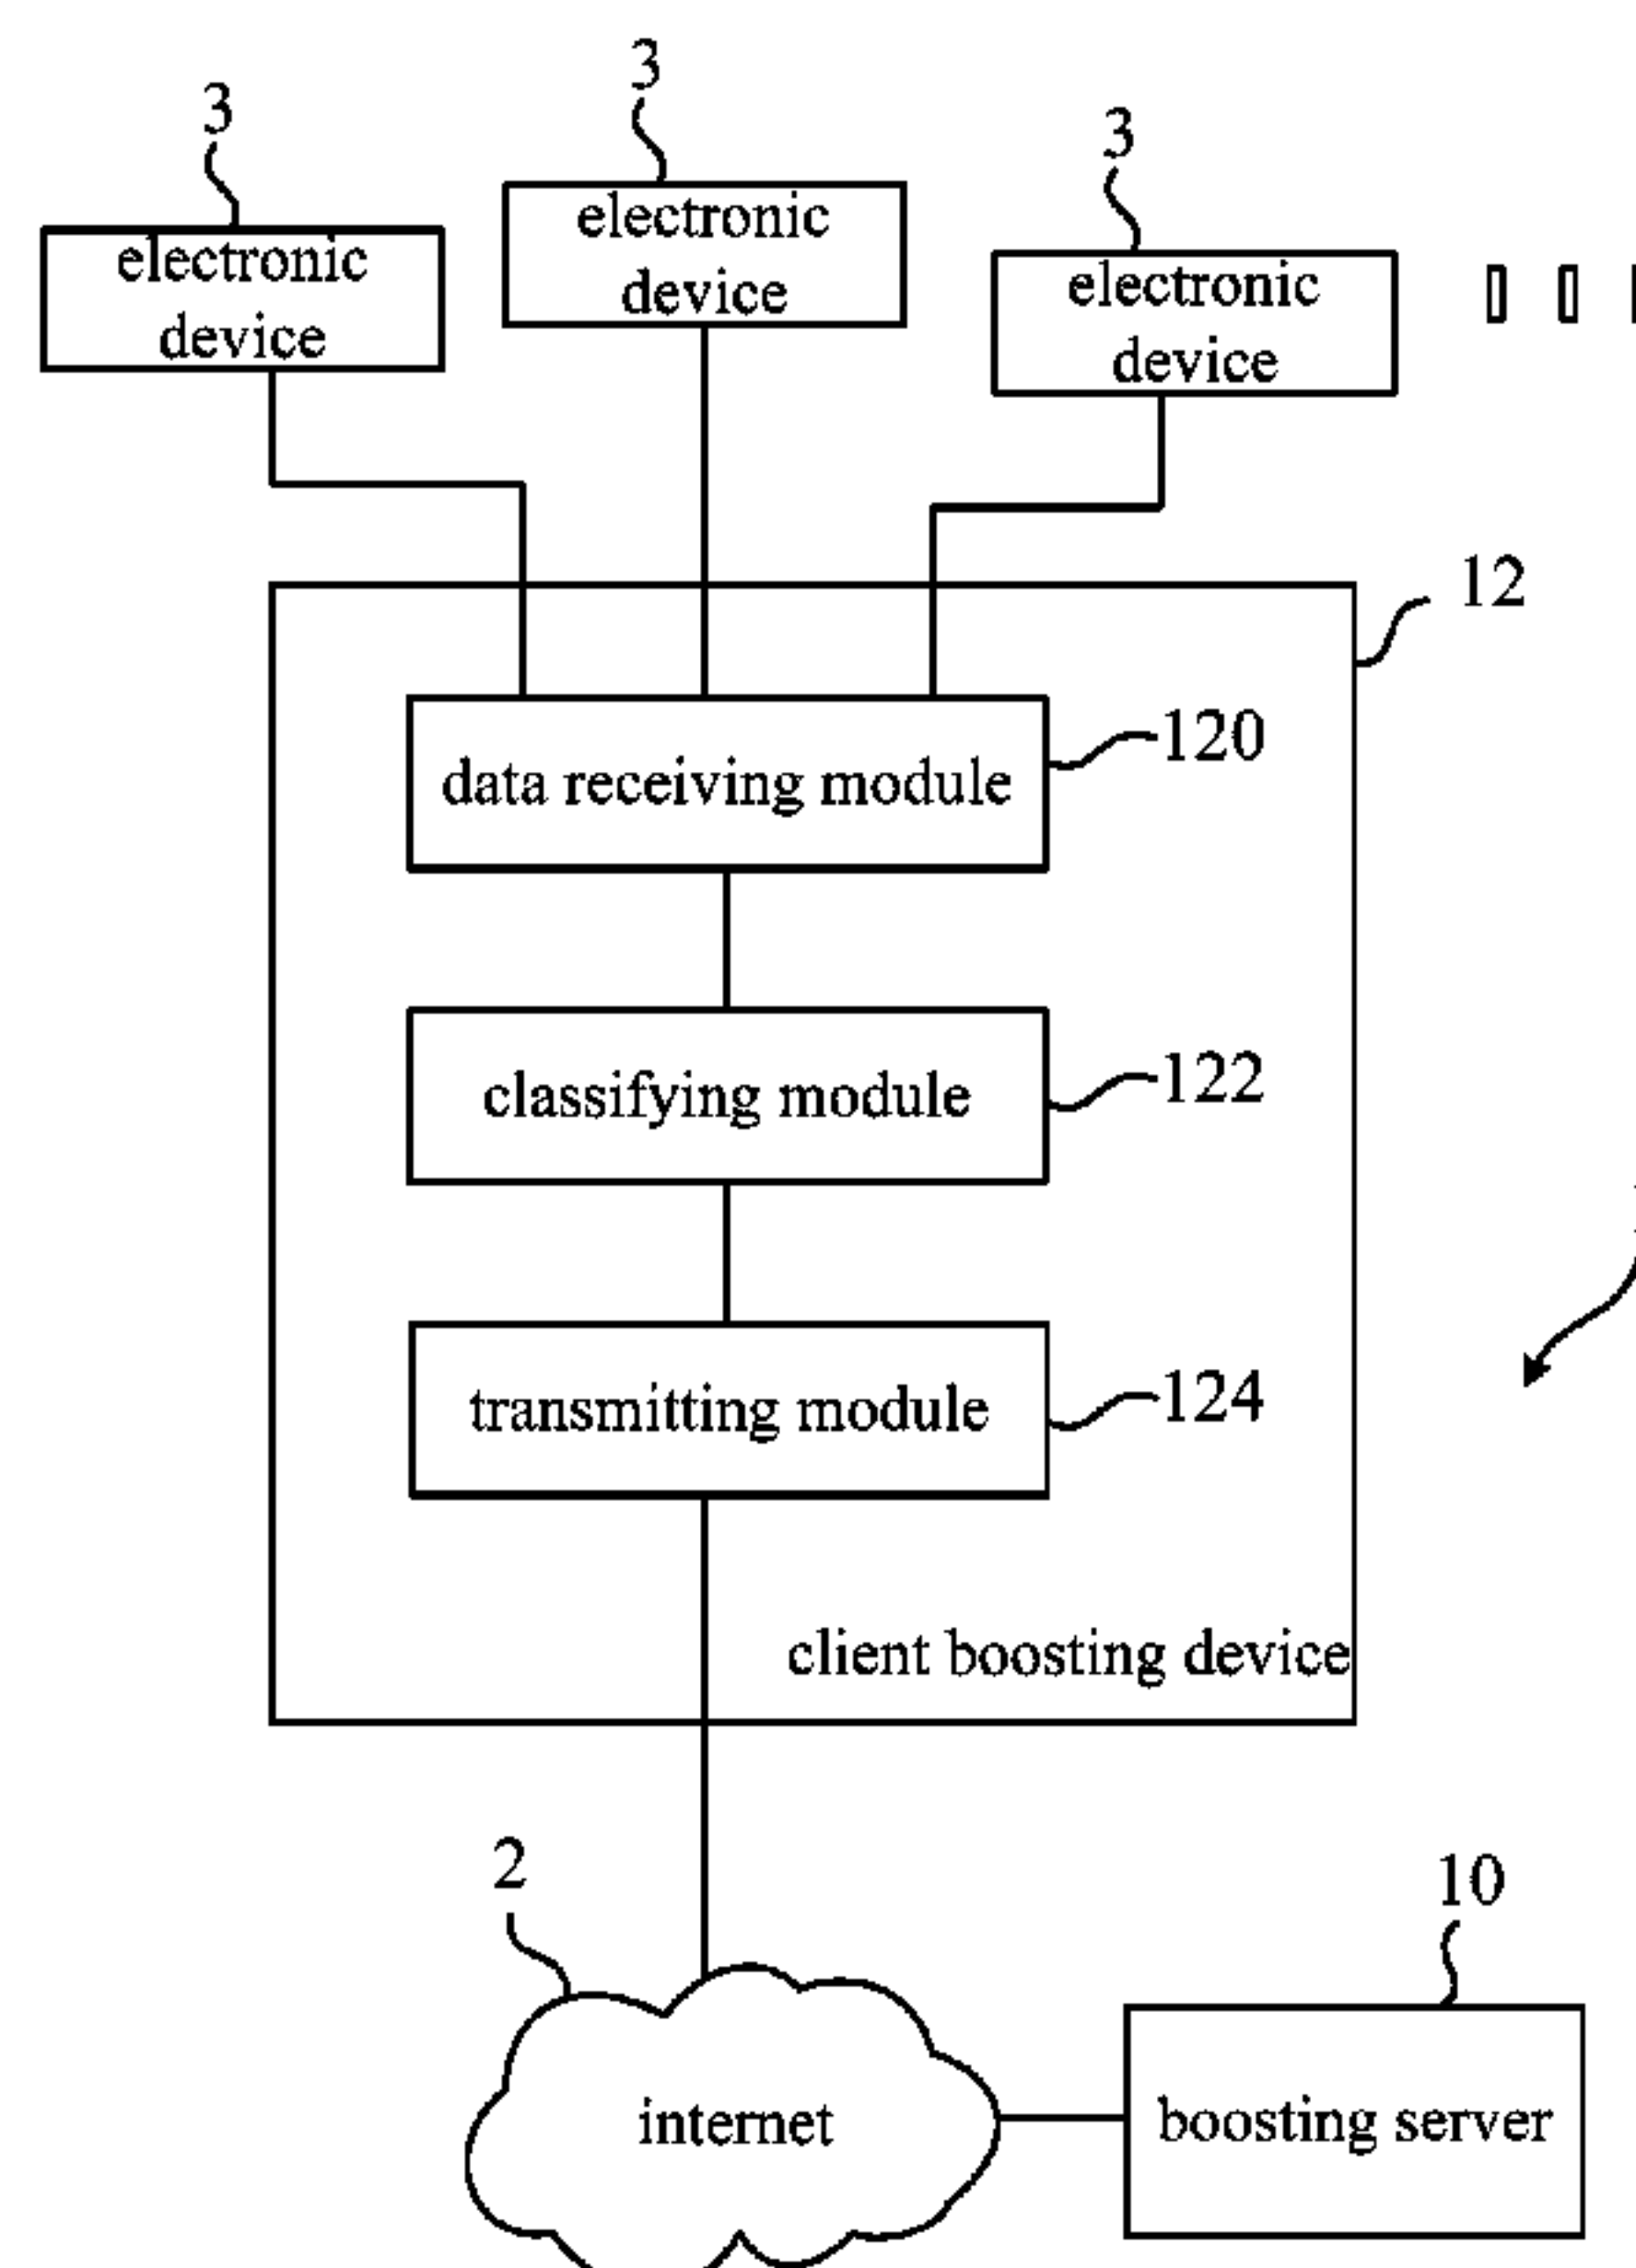 3
3
3
electronic
device
electronic
device
electronic
device
12
data receiving module
120
classifying module
122
transmitting module
124
client boosting device
2
10
internet
boosting server